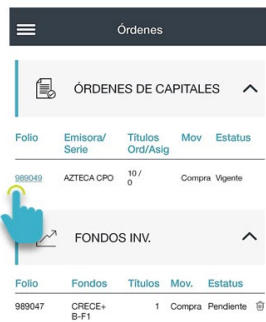 Órdenes
ÓRDENES DE CAPITALES
Folio Emisora/ Títulos Mov Estatus
Serie Ord/Asig
989049 AZTECA CPO 10 / Compra Vigente
0
FONDOS INV.
Folio Fondos Títulos Mov. Estatus
989047 CRECE+ 1 Compra Pendiente
B-F1